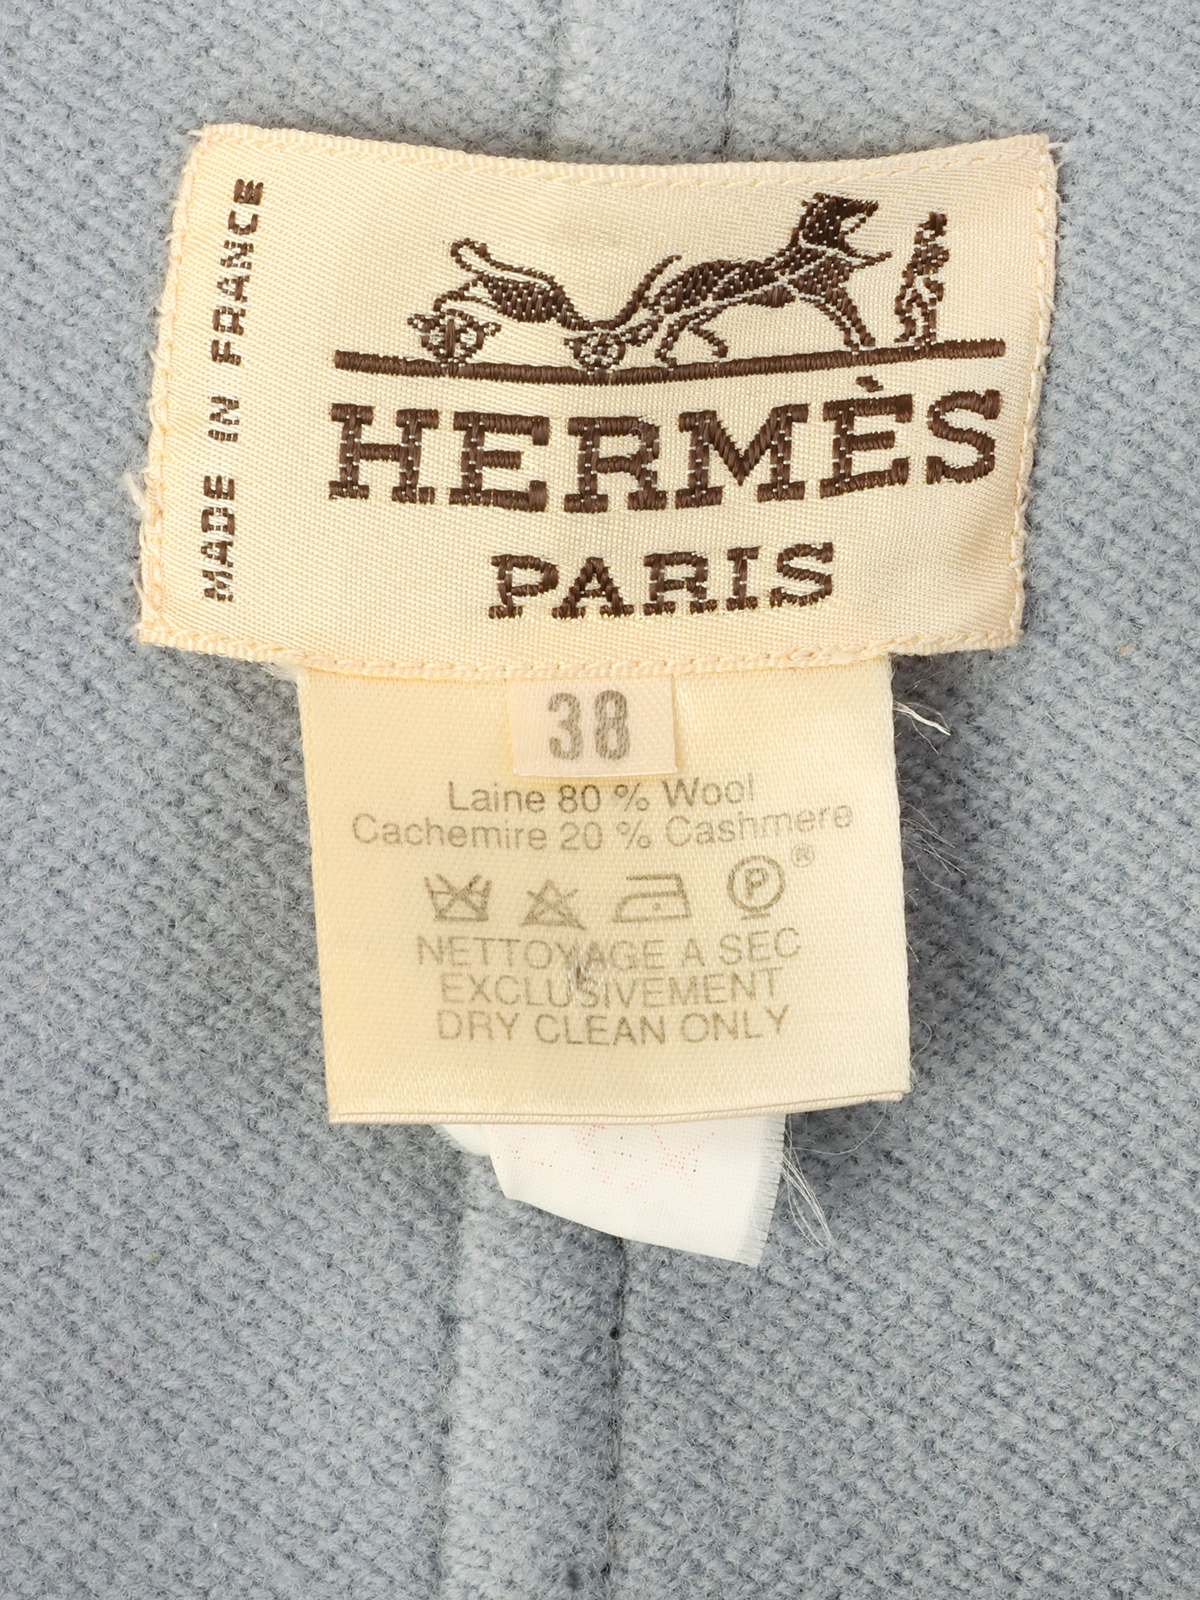 MADE IN FRANCE
HERMÈS
PARIS
38
Laine 80 % Wool
Cachemire 20 % Cashmere
P ®
NETTOYAGE A SEC
EXCLUSIVEMENT
DRY CLEAN ONLY